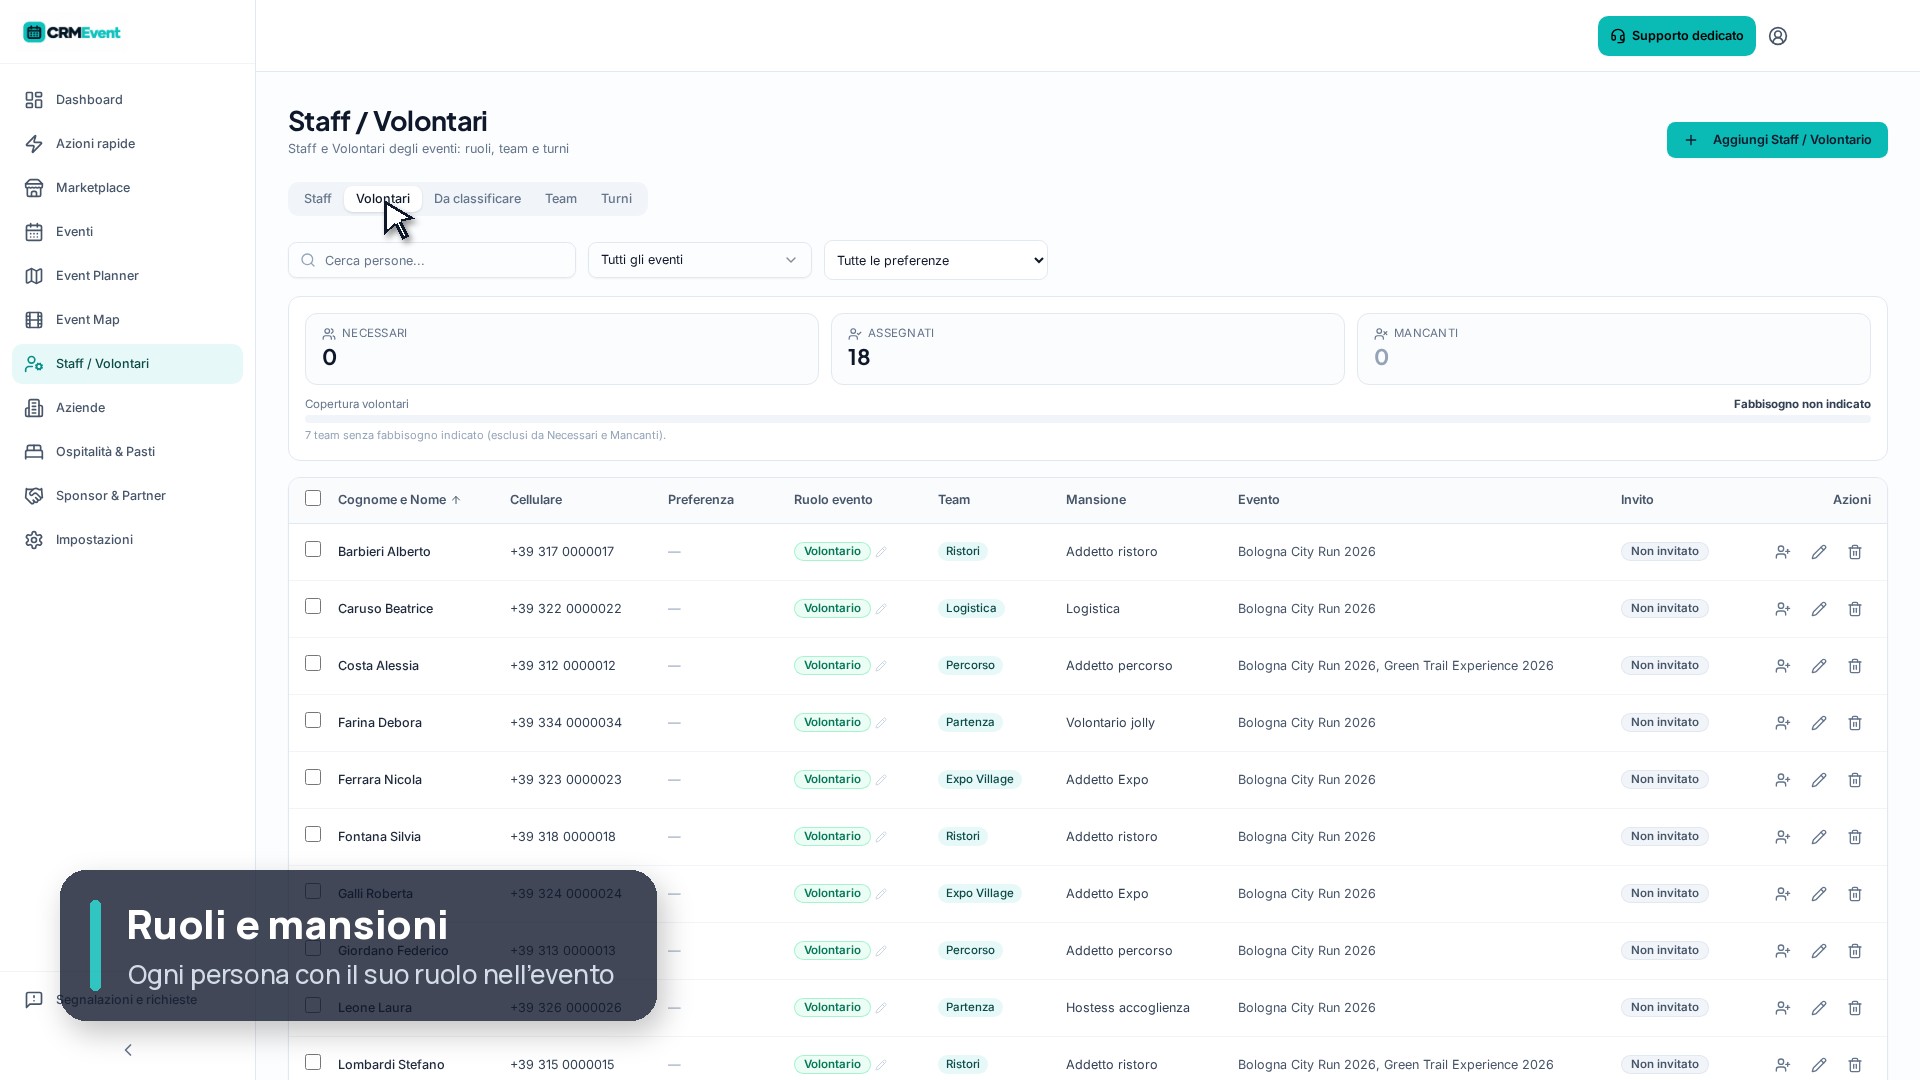 CRMEvent
Supporto dedicato
Dashboard
Azioni rapide
Marketplace
Eventi
Event Planner
Event Map
Staff / Volontari
Aziende
Ospitalità & Pasti
Sponsor & Partner
Impostazioni
Segnalazioni e richieste
Staff / Volontari
Staff e Volontari degli eventi: ruoli, team e turni
Aggiungi Staff / Volontario
Staff Volontari Da classificare Team Turni
Cerca persone... Tutti gli eventi Tutte le preferenze
NECESSARI ASSEGNATI MANCANTI
0 18 0
Copertura volontari Fabbisogno non indicato
7 team senza fabbisogno indicato (esclusi da Necessari e Mancanti).
Cognome e Nome Cellulare Preferenza Ruolo evento Team Mansione Evento Invito Azioni
Barbieri Alberto +39 317 0000017 — Volontario Ristori Addetto ristoro Bologna City Run 2026 Non invitato
Caruso Beatrice +39 322 0000022 — Volontario Logistica Logistica Bologna City Run 2026 Non invitato
Costa Alessia +39 312 0000012 — Volontario Percorso Addetto percorso Bologna City Run 2026, Green Trail Experience 2026 Non invitato
Farina Debora +39 334 0000034 — Volontario Partenza Volontario jolly Bologna City Run 2026 Non invitato
Ferrara Nicola +39 323 0000023 — Volontario Expo Village Addetto Expo Bologna City Run 2026 Non invitato
Fontana Silvia +39 318 0000018 — Volontario Ristori Addetto ristoro Bologna City Run 2026 Non invitato
Galli Roberta +39 324 0000024 — Volontario Expo Village Addetto Expo Bologna City Run 2026 Non invitato
Giordano Federico +39 313 0000013 — Volontario Percorso Addetto percorso Bologna City Run 2026 Non invitato
Leone Laura +39 326 0000026 — Volontario Partenza Hostess accoglienza Bologna City Run 2026 Non invitato
Lombardi Stefano +39 315 0000015 — Volontario Ristori Addetto ristoro Bologna City Run 2026, Green Trail Experience 2026 Non invitato
Ruoli e mansioni
Ogni persona con il suo ruolo nell'evento